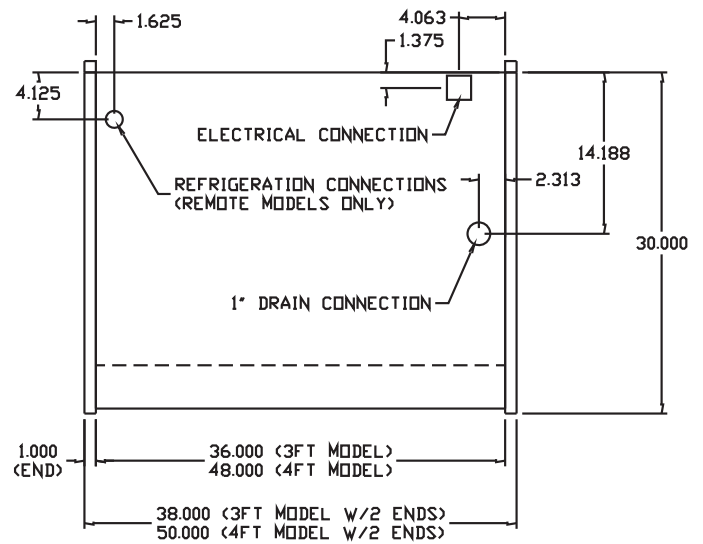 1.625
4.063
1.375
4.125
ELECTRICAL CONNECTION
14.188
REFRIGERATION CONNECTIONS
(REMOTE MODELS ONLY)
2.313
30.000
1" DRAIN CONNECTION
1.000
(END)
36.000 (3FT MODEL)
48.000 (4FT MODEL)
38.000 (3FT MODEL W/2 ENDS)
50.000 (4FT MODEL W/2 ENDS)